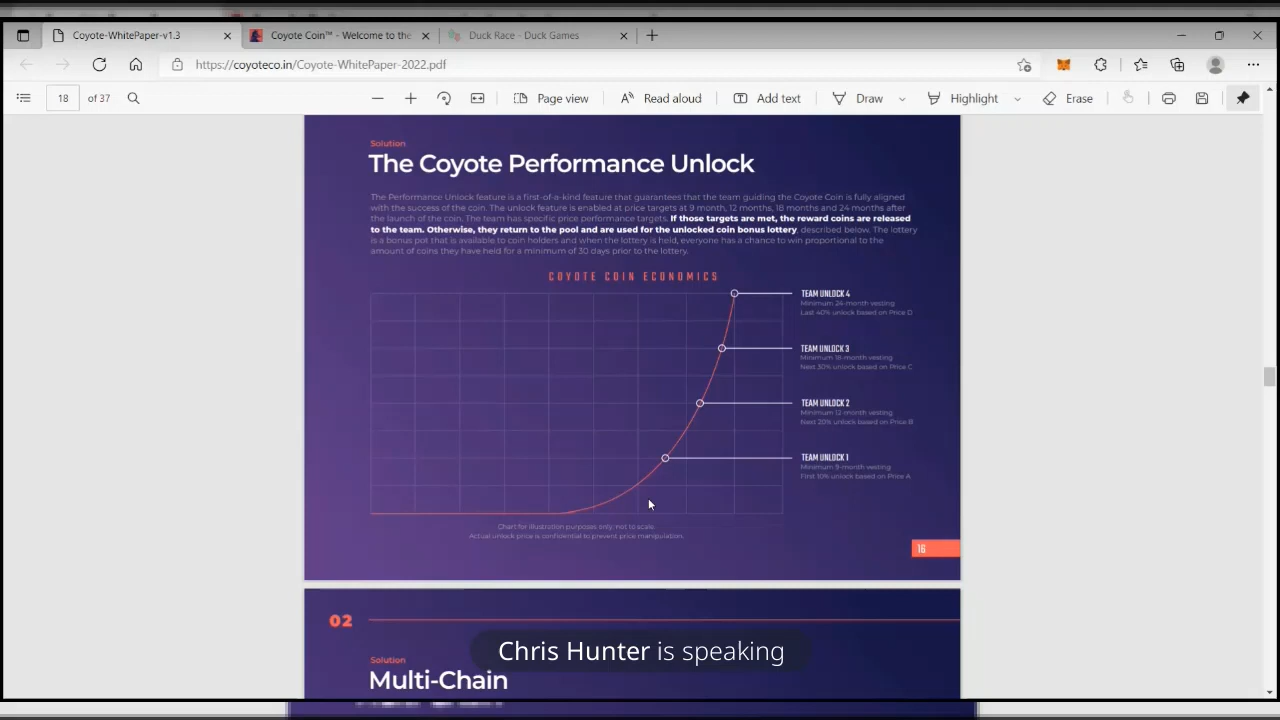 Coyote-WhitePaper-v1.3
Coyote Coin™ - Welcome to the
Duck Race - Duck Games
https://coyoteco.in/Coyote-WhitePaper-2022.pdf
18 of 37
Page view
Read aloud
Add text
Draw
Highlight
Erase
Solution
The Coyote Performance Unlock
The Performance Unlock feature is a first-of-a-kind feature that guarantees that the team guiding the Coyote Coin is fully aligned
with the success of the coin. The unlock feature is enabled at price targets at 9 month, 12 months, 18 months and 24 months after
the launch of the coin. The team has specific price performance targets. If those targets are met, the reward coins are released
to the team. Otherwise, they return to the pool and are used for the unlocked coin bonus lottery, described below. The lottery
is a bonus pot that is available to coin holders and when the lottery is held, everyone has a chance to win proportional to the
amount of coins they have held for a minimum of 30 days prior to the lottery.
COYOTE COIN ECONOMICS
TEAM UNLOCK 4
Minimum 24-month vesting
Last 40% unlock based on Price D
TEAM UNLOCK 3
Minimum 18-month vesting
Next 30% unlock based on Price C
TEAM UNLOCK 2
Minimum 12 month vesting
Next 20% unlock based on Price B
TEAM UNLOCK 1
Minimum 9-month vesting
First 10% unlock based on Price A
Chart for illustration purposes only, not to scale.
Actual unlock price is confidential to prevent price manipulation.
16
02
Chris Hunter is speaking
Solution
Multi-Chain